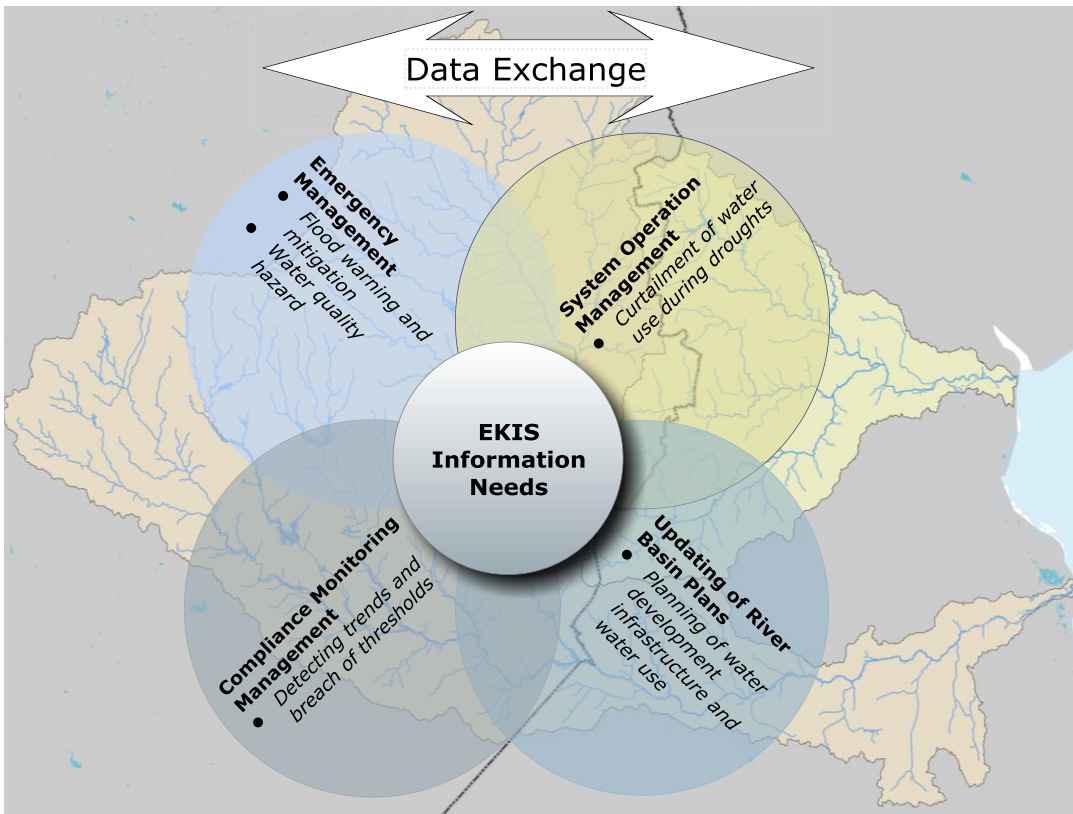 Data Exchange
Emergency
Management
• Flood warning and
mitigation
• Water quality
hazard
System Operation
Management
• Curtailment of water
use during droughts
EKIS
Information
Needs
Compliance Monitoring
Management
• Detecting trends and
breach of thresholds
Updating of River
Basin Plans
• Planning of water
development
infrastructure and
water use